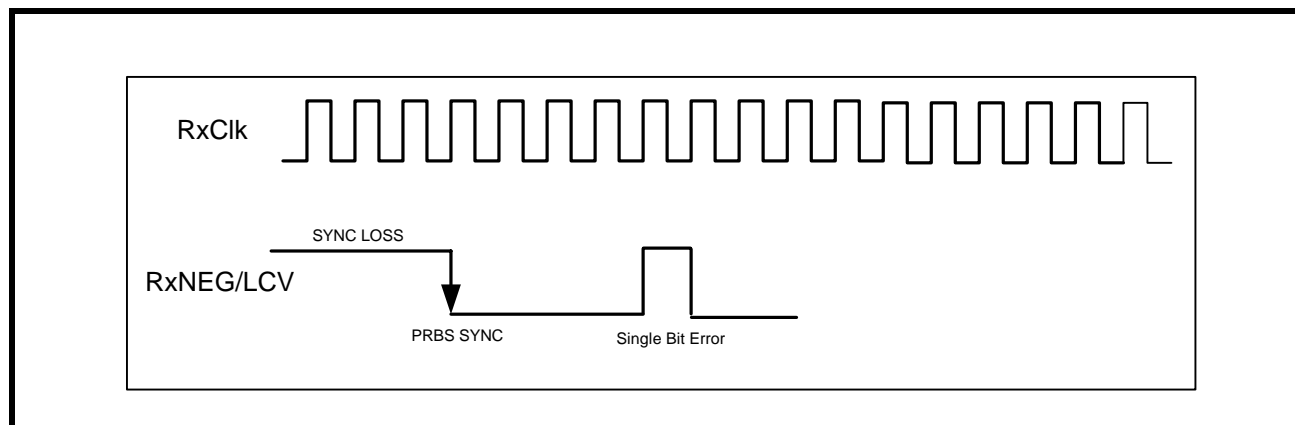 RxClk
SYNC LOSS
RxNEG/LCV
PRBS SYNC
Single Bit Error